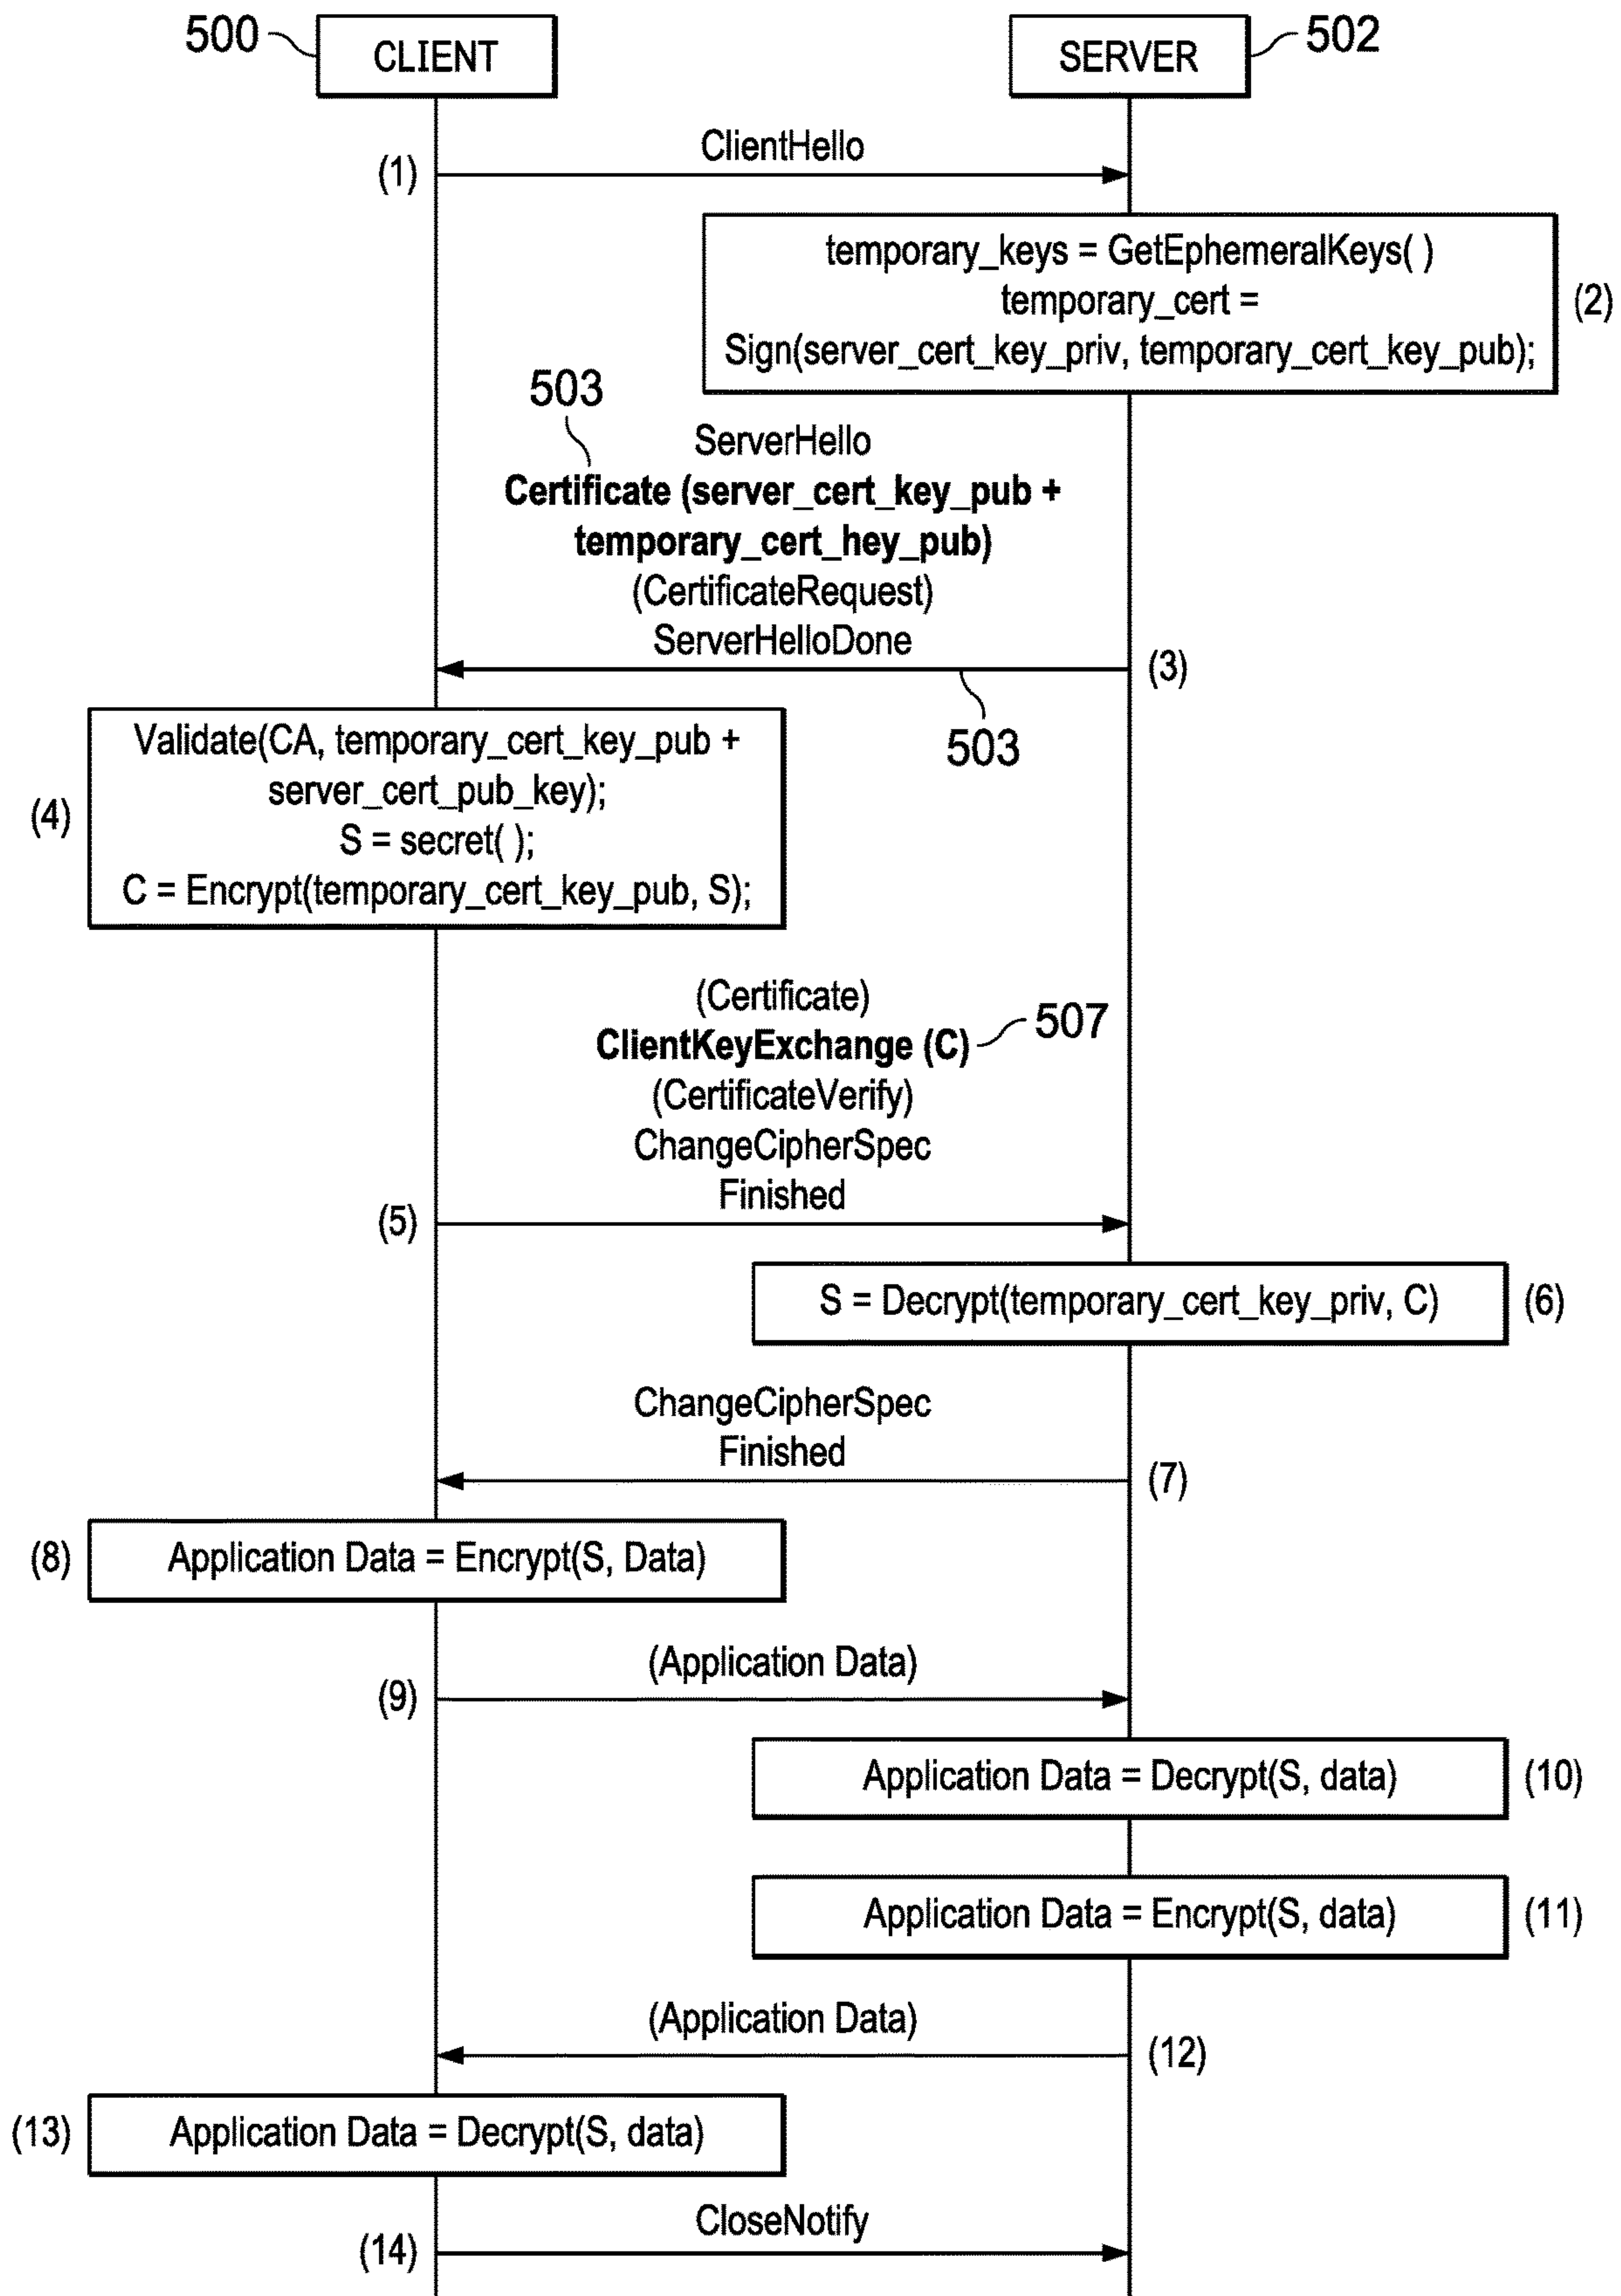 500
CLIENT
SERVER
502
ClientHello
(1)
temporary_keys = GetEphemeralKeys( )
temporary_cert =
Sign(server_cert_key_priv, temporary_cert_key_pub);
(2)
503
ServerHello
Certificate (server_cert_key_pub +
temporary_cert_hey_pub)
(CertificateRequest)
ServerHelloDone
(3)
503
Validate(CA, temporary_cert_key_pub +
server_cert_pub_key);
S = secret( );
C = Encrypt(temporary_cert_key_pub, S);
(4)
(Certificate)
ClientKeyExchange (C)
507
(CertificateVerify)
ChangeCipherSpec
Finished
(5)
S = Decrypt(temporary_cert_key_priv, C)
(6)
ChangeCipherSpec
Finished
(7)
(8)
Application Data = Encrypt(S, Data)
(Application Data)
(9)
Application Data = Decrypt(S, data)
(10)
Application Data = Encrypt(S, data)
(11)
(Application Data)
(12)
(13)
Application Data = Decrypt(S, data)
CloseNotify
(14)